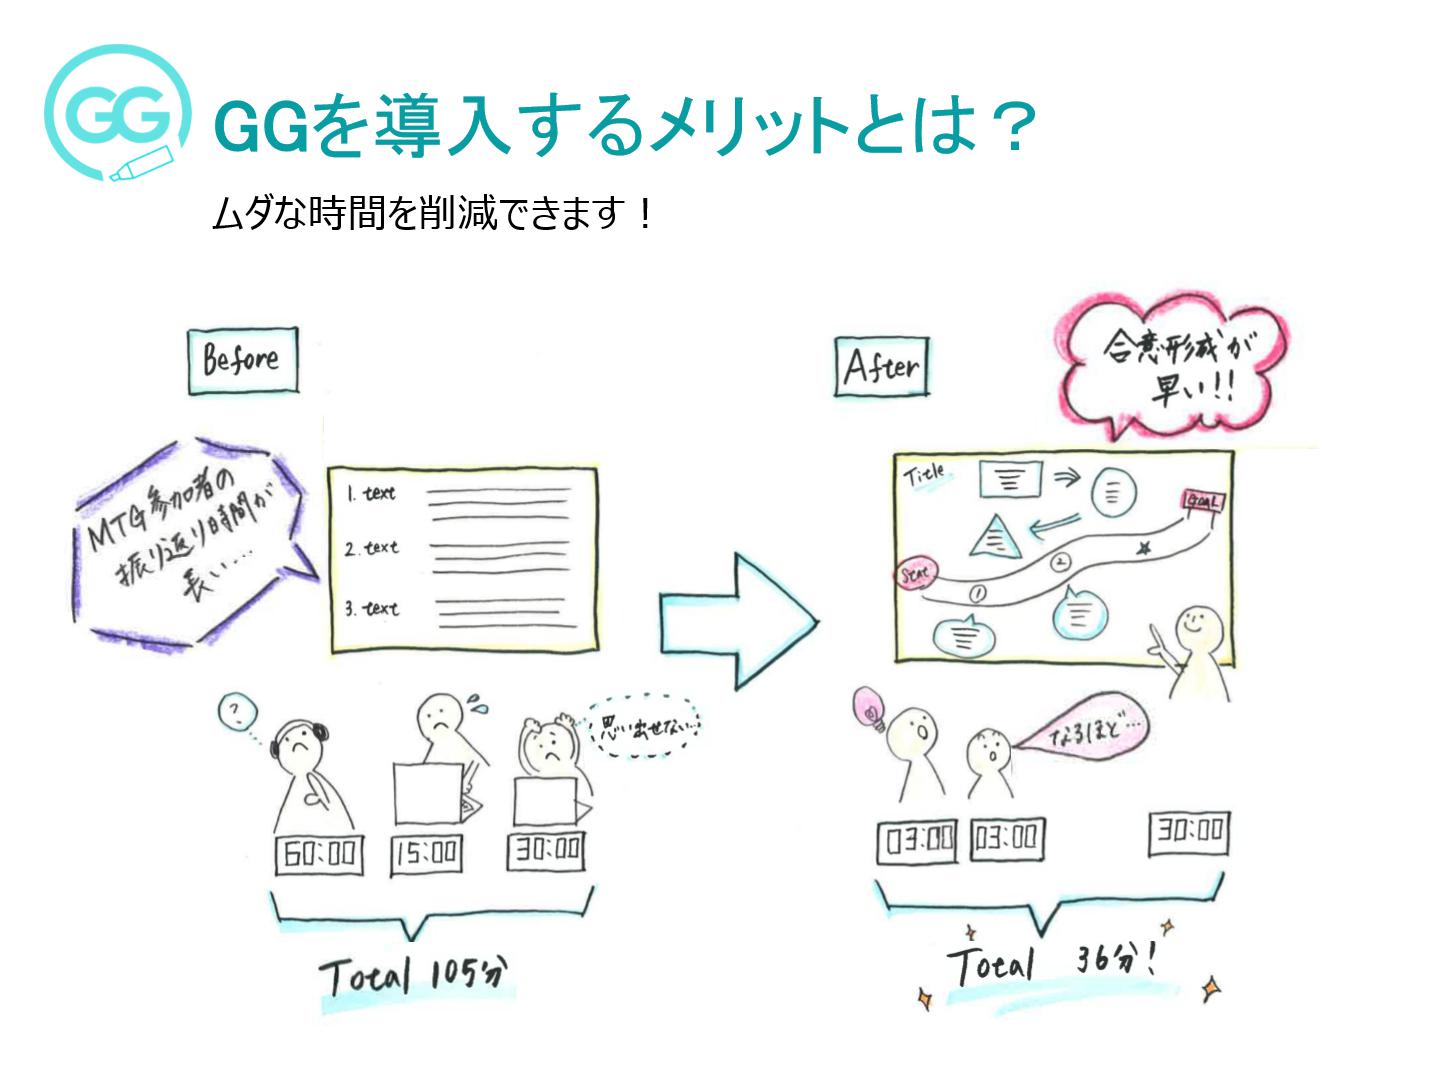 GG
GGを導入するメリットとは？
ムダな時間を削減できます！
Before
MTG参加者の
振り返り時間が
長い…
1. text
2. text
3. text
?
思い出せない…
60:00
15:00
30:00
Total 105分
After
合意形成が
早い!!
Title
GOAL
Start
1
2
なるほど…
03:00
03:00
30:00
Total 36分!